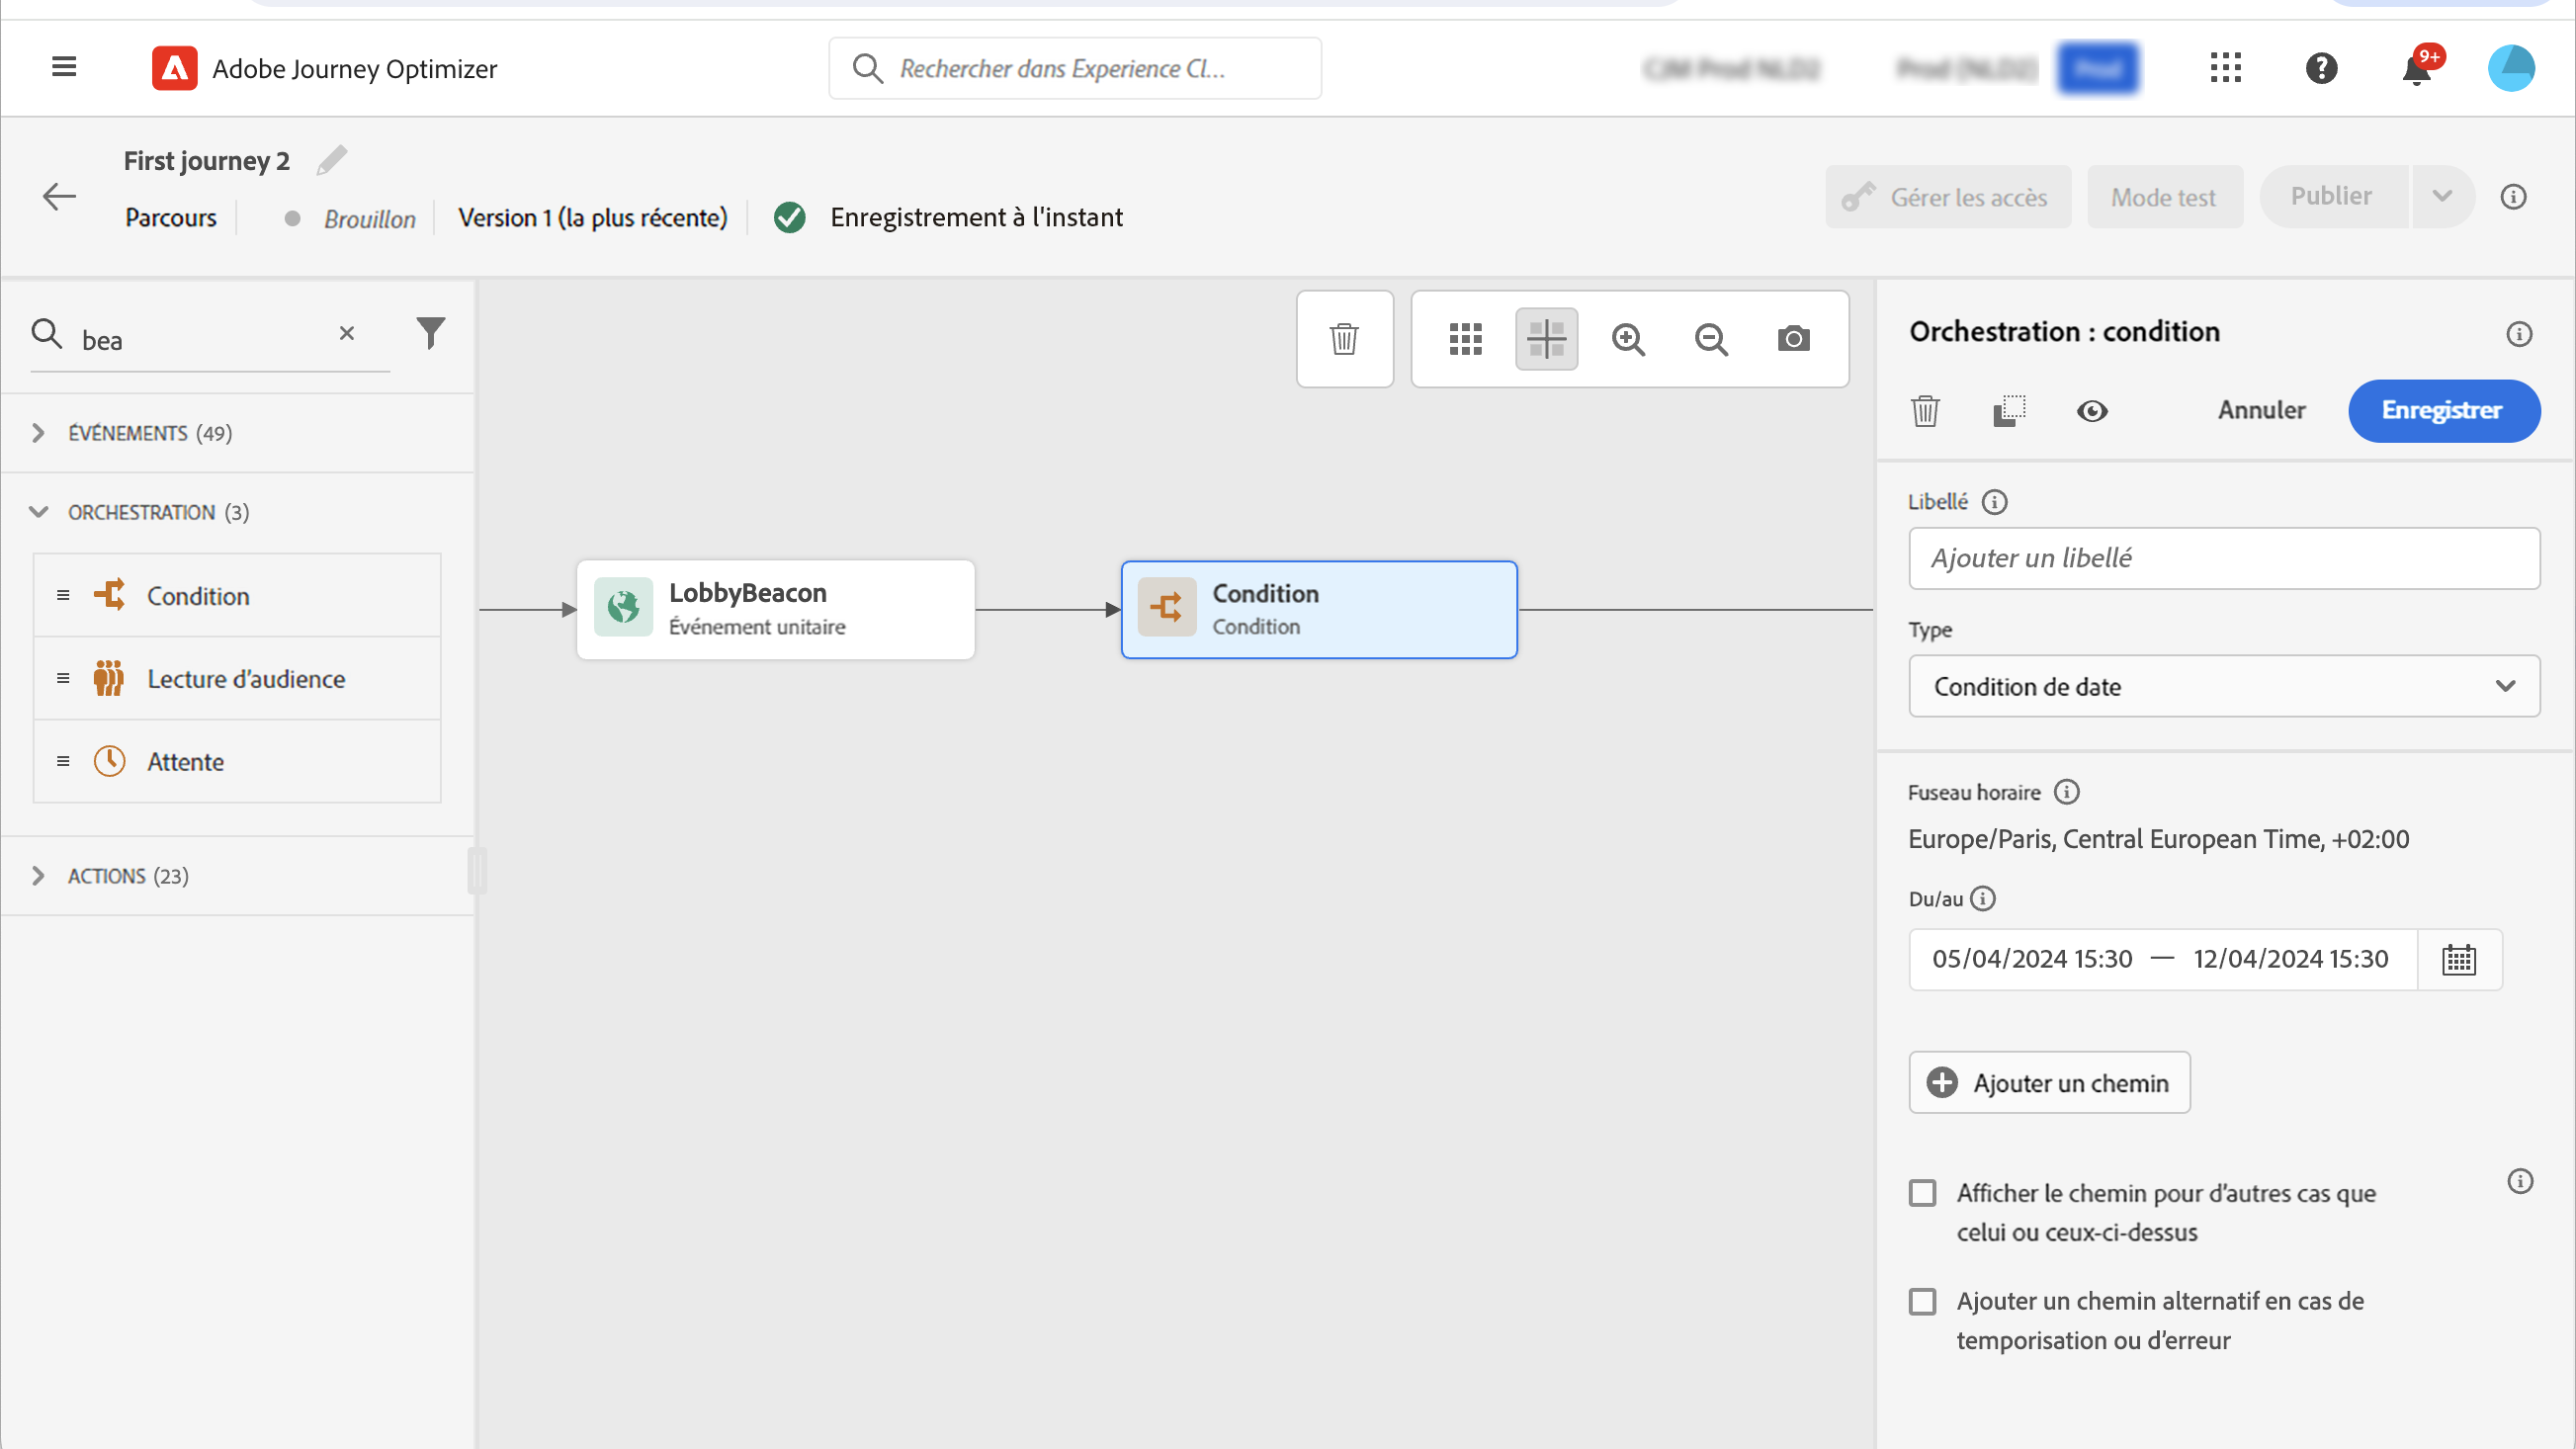 Adobe Journey Optimizer
Rechercher dans Experience Cl...
9+
First journey 2
Parcours
Brouillon
Version 1 (la plus récente)
Enregistrement à l'instant
Gérer les accès
Mode test
Publier
bea
ÉVÉNEMENTS (49)
ORCHESTRATION (3)
Condition
Lecture d’audience
Attente
ACTIONS (23)
LobbyBeacon
Événement unitaire
Condition
Condition
Orchestration : condition
Annuler
Enregistrer
Libellé
Ajouter un libellé
Type
Condition de date
Fuseau horaire
Europe/Paris, Central European Time, +02:00
Du/au
05/04/2024 15:30 — 12/04/2024 15:30
Ajouter un chemin
Afficher le chemin pour d’autres cas que
celui ou ceux-ci-dessus
Ajouter un chemin alternatif en cas de
temporisation ou d’erreur